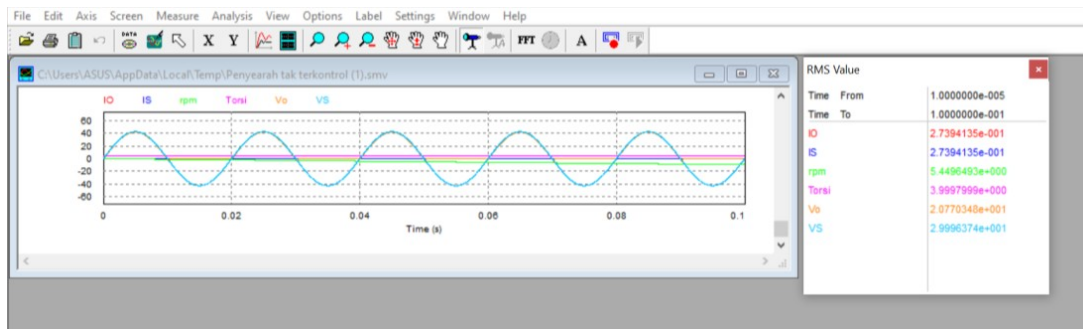 File Edit Axis Screen Measure Analysis View Options Label Settings Window Help
DATA X Y FFT A
C:\Users\ASUS\AppData\Local\Temp\Penyearah tak terkontrol (1).smv
IO IS rpm Torsi Vo VS
60
40
20
0
-20
-40
-60
0 0.02 0.04 0.06 0.08 0.1
Time (s)
RMS Value
Time From 1.0000000e-005
Time To 1.0000000e-001
IO 2.7394135e-001
IS 2.7394135e-001
rpm 5.4496493e+000
Torsi 3.9997999e+000
Vo 2.0770348e+001
VS 2.9996374e+001